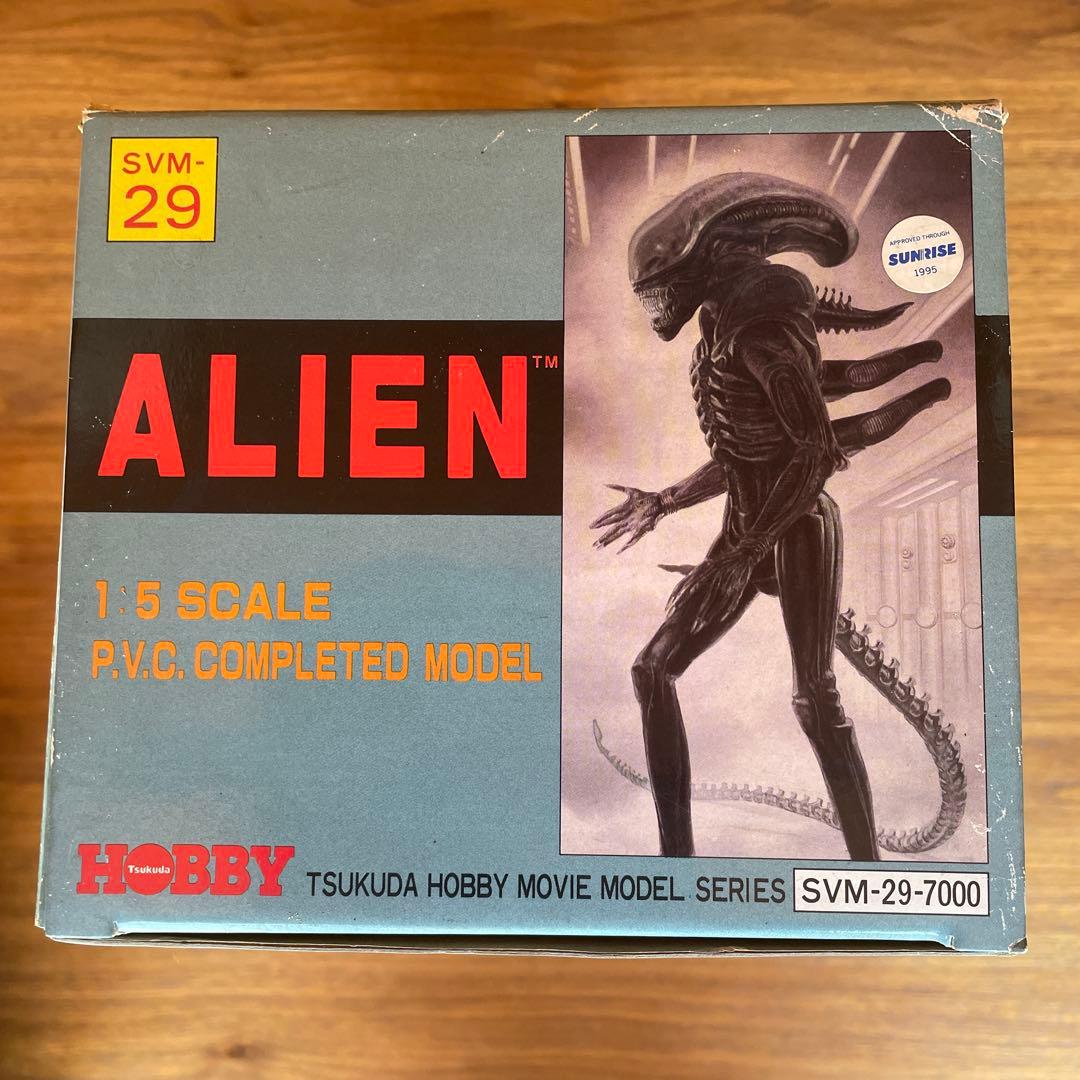 SVM-
29
APPROVED THROUGH
SUNRISE
1995
ALIEN™
1:5 SCALE
P.V.C. COMPLETED MODEL
HOBBY
Tsukuda
TSUKUDA HOBBY MOVIE MODEL SERIES
SVM-29-7000